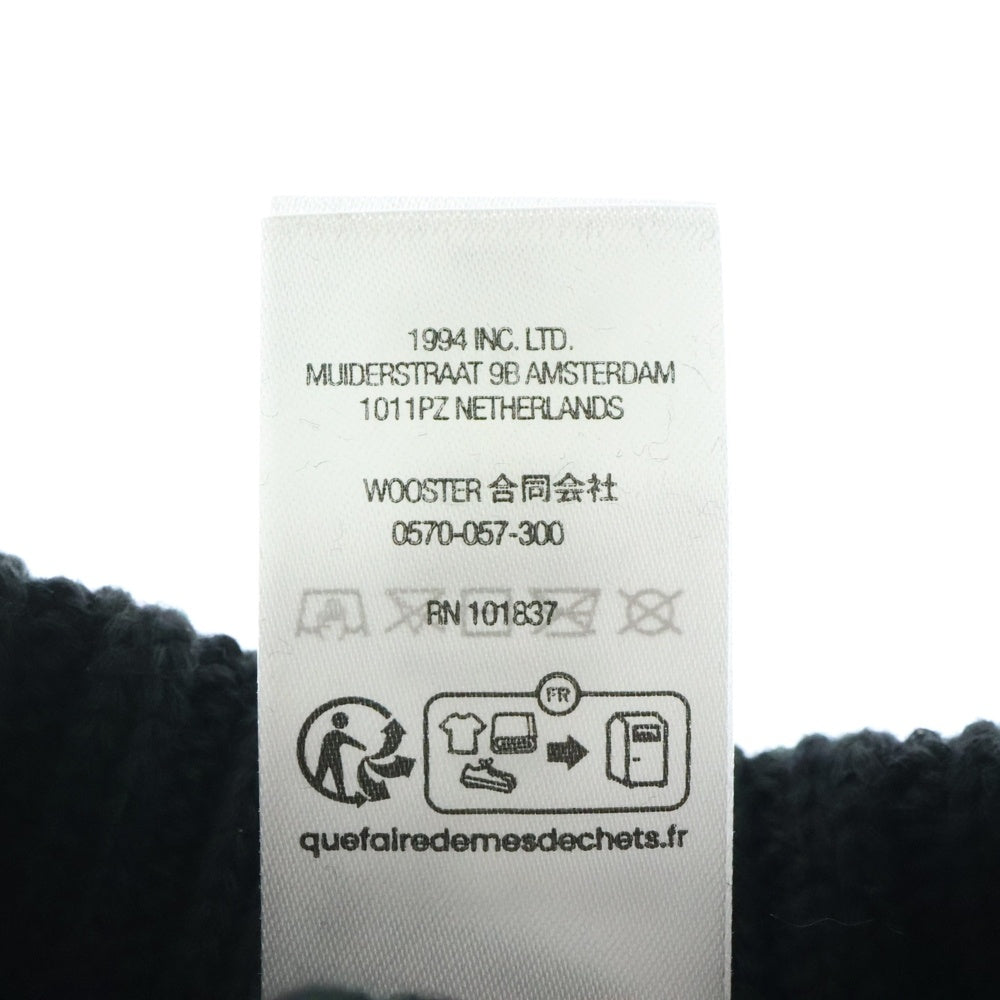 1994 INC. LTD.
MUIDERSTRAAT 9B AMSTERDAM
1011PZ NETHERLANDS
WOOSTER 合同会社
0570-057-300
RN 101837
FR
quefairedemesdechets.fr